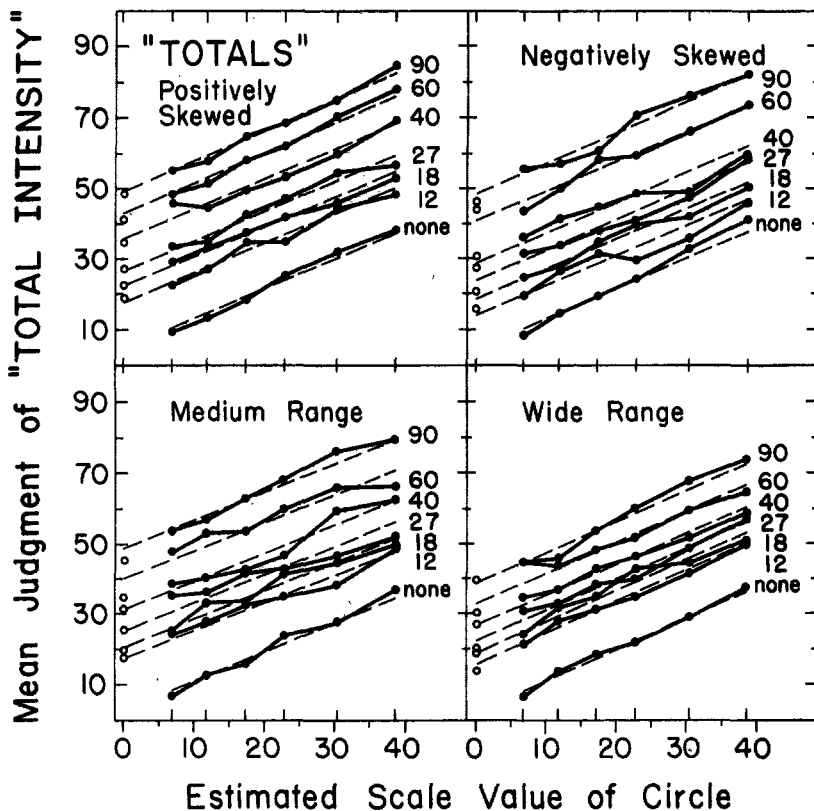 Mean Judgment of "TOTAL INTENSITY"
"TOTALS"
Positively
Skewed
90
70
50
30
10
90
60
40
27
18
12
none
Negatively Skewed
90
60
40
27
18
12
none
Medium Range
90
70
50
30
10
90
60
40
27
18
12
none
Wide Range
90
60
40
27
18
12
none
0 10 20 30 40
0 10 20 30 40
Estimated Scale Value of Circle